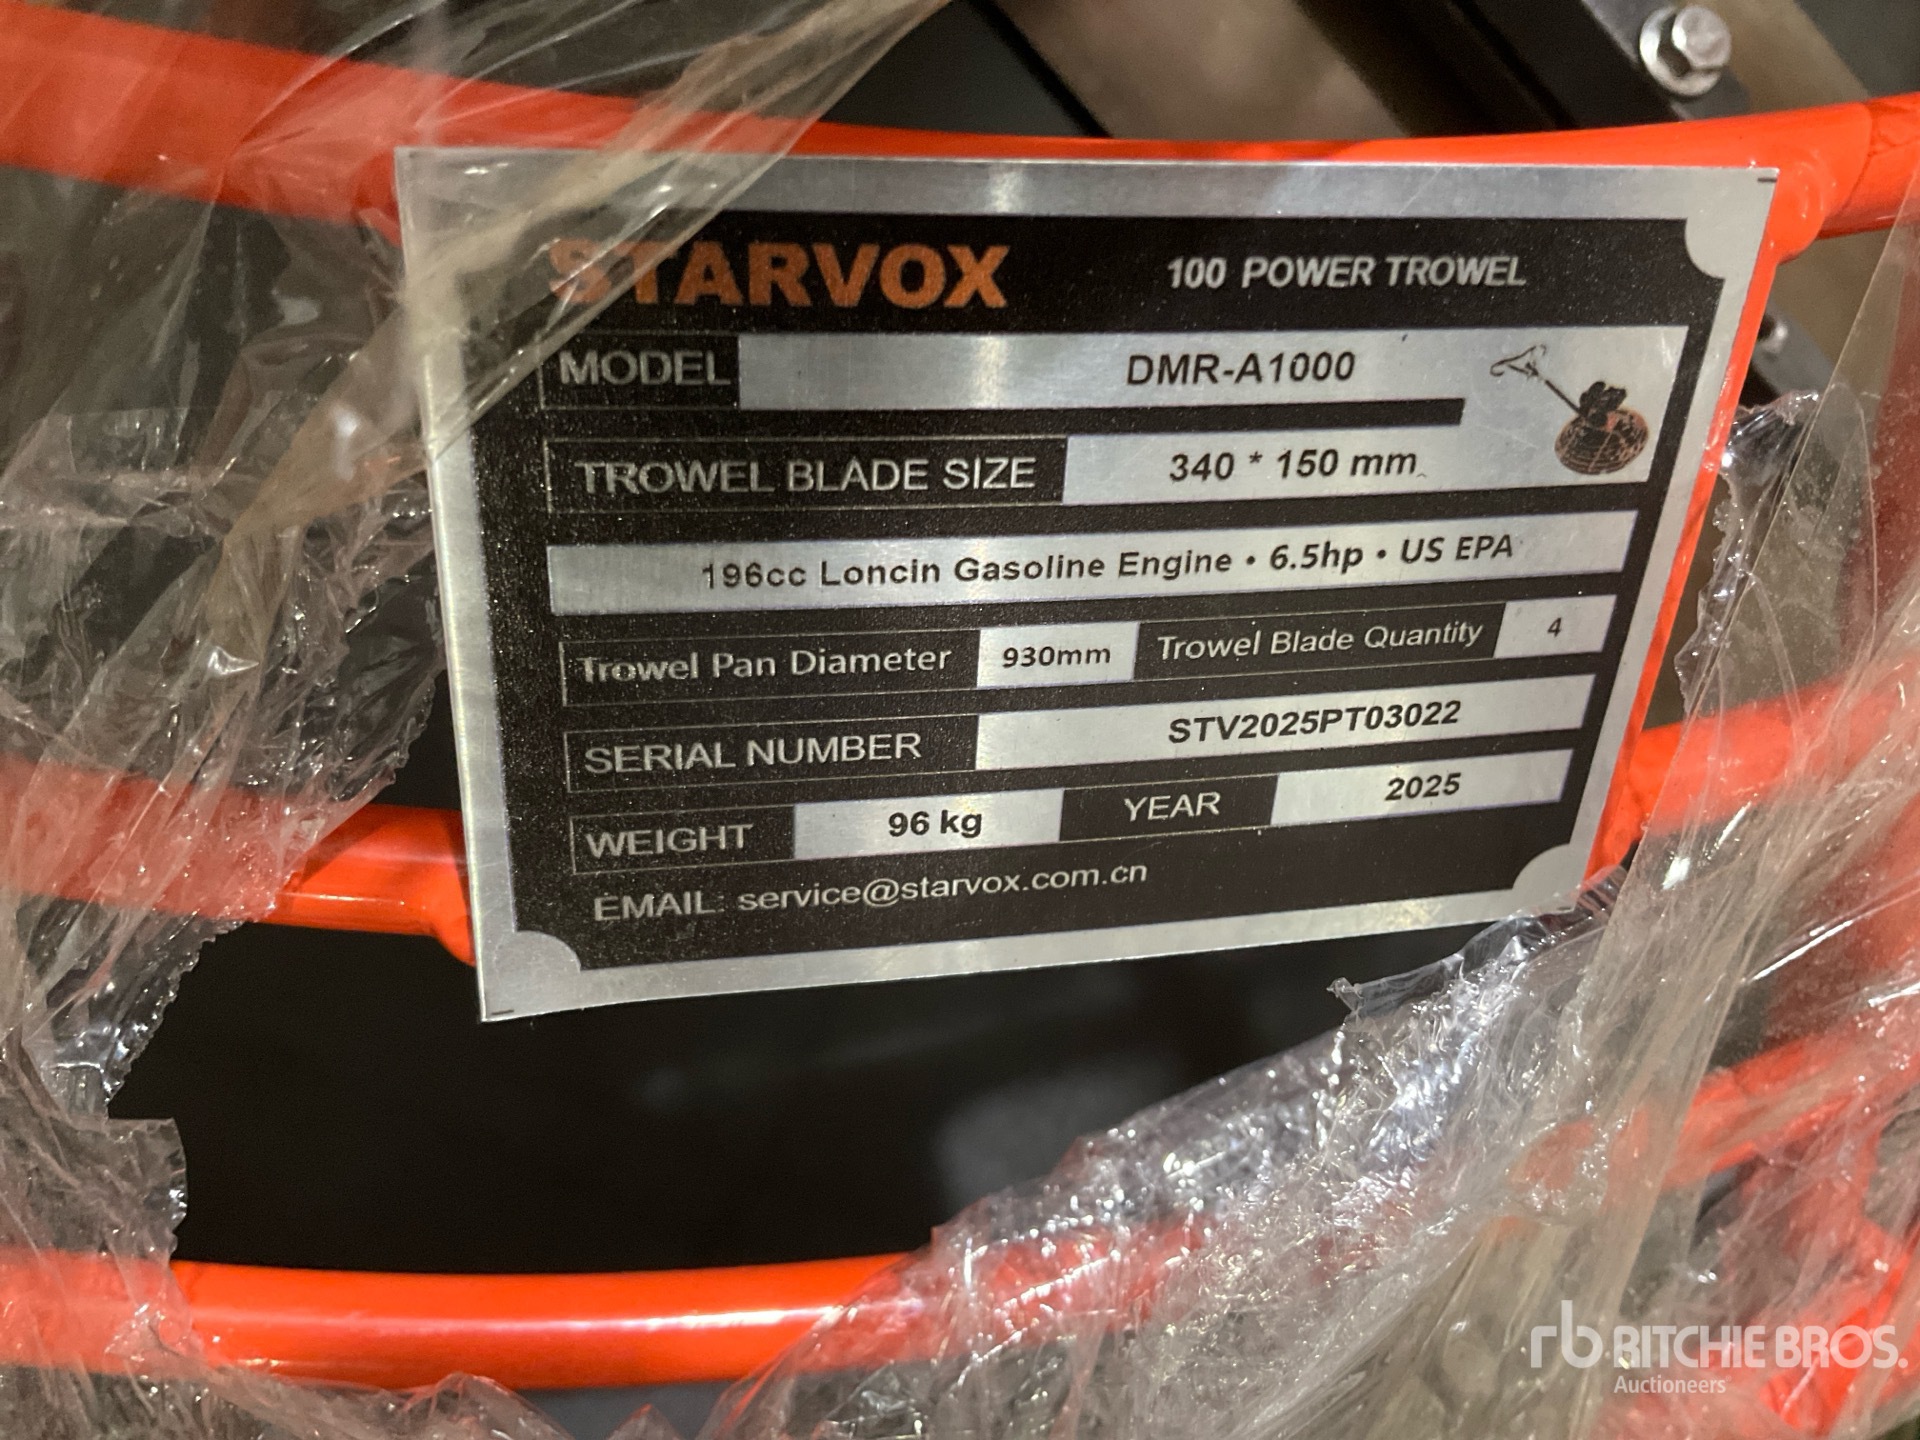 STARVOX 100 POWER TROWEL
MODEL DMR-A1000
TROWEL BLADE SIZE 340 * 150 mm
196cc Loncin Gasoline Engine • 6.5hp • US EPA
Trowel Pan Diameter 930mm Trowel Blade Quantity 4
SERIAL NUMBER STV2025PT03022
WEIGHT 96 kg YEAR 2025
EMAIL: service@starvox.com.cn
rb RITCHIE BROS.
Auctioneers